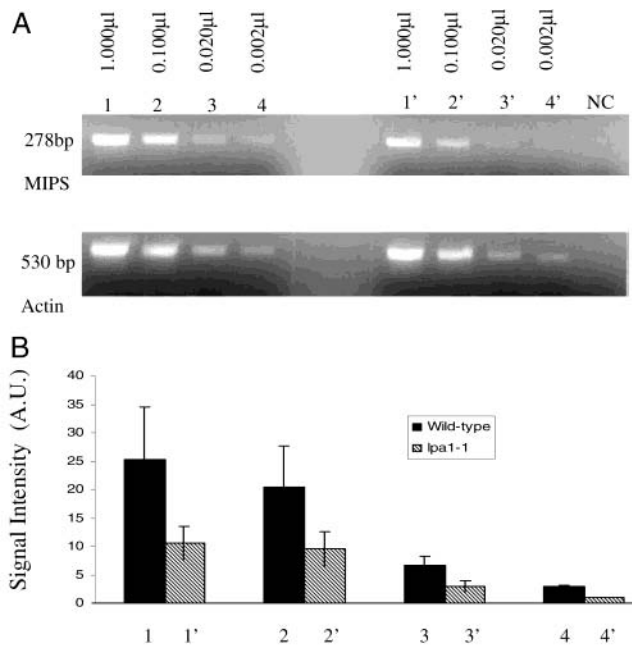 A
1.000µl 0.100µl 0.020µl 0.002µl 1.000µl 0.100µl 0.020µl 0.002µl
1 2 3 4 1’ 2’ 3’ 4’ NC
278bp
MIPS
530 bp
Actin
B
Signal Intensity (A.U.)
40
35
30
25
20
15
10
5
0
Wild-type
lpa1-1
1 1’ 2 2’ 3 3’ 4 4’